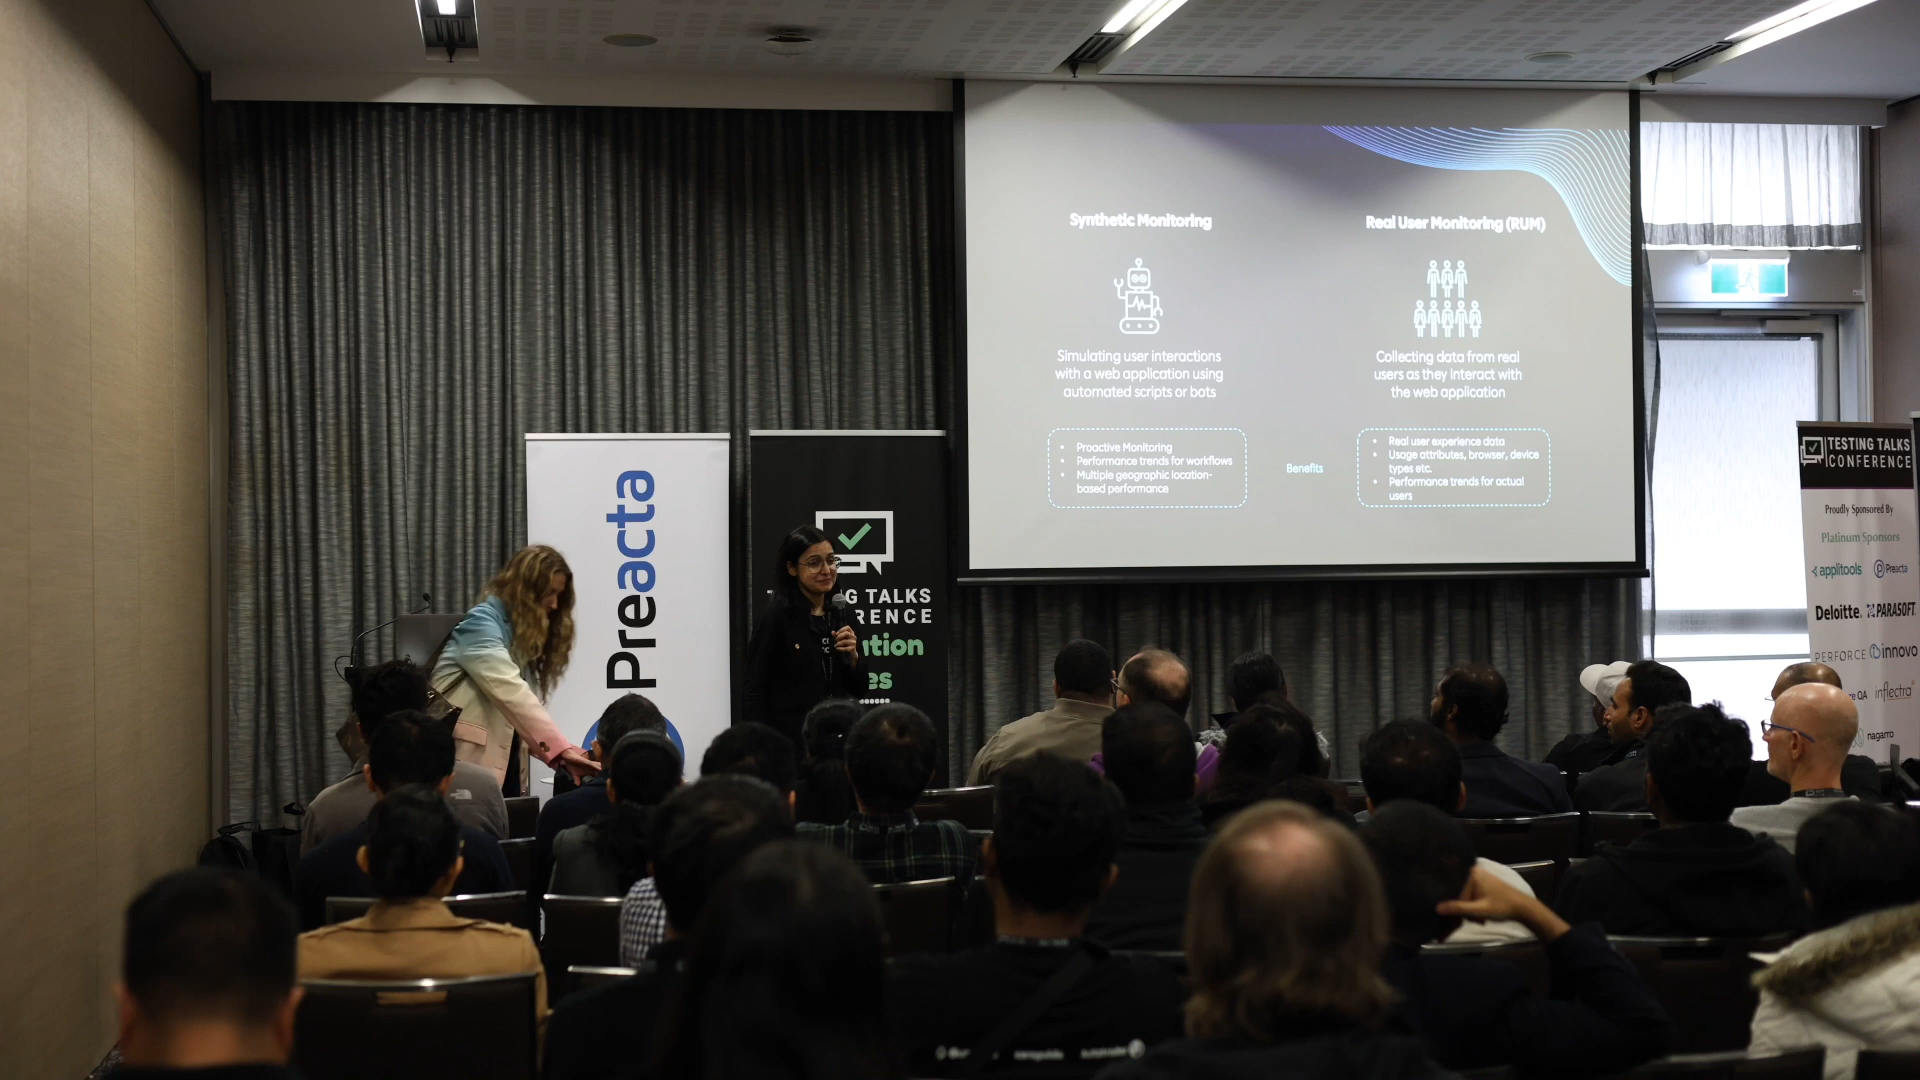 Synthetic Monitoring
Simulating user interactions
with a web application using
automated scripts or bots
• Proactive Monitoring
• Performance trends for workflows
• Multiple geographic location-
based performance
Benefits
Real User Monitoring (RUM)
Collecting data from real
users as they interact with
the web application
• Real user experience data
• Usage attributes, browser, device
types etc.
• Performance trends for actual
users
Preacta
G TALKS
RENCE
TESTING TALKS
CONFERENCE
Proudly Sponsored By
Platinum Sponsors
applitools
Preacta
Deloitte.
PARASOFT
PERFORCE
innovo
QA
inflectra
nagarro